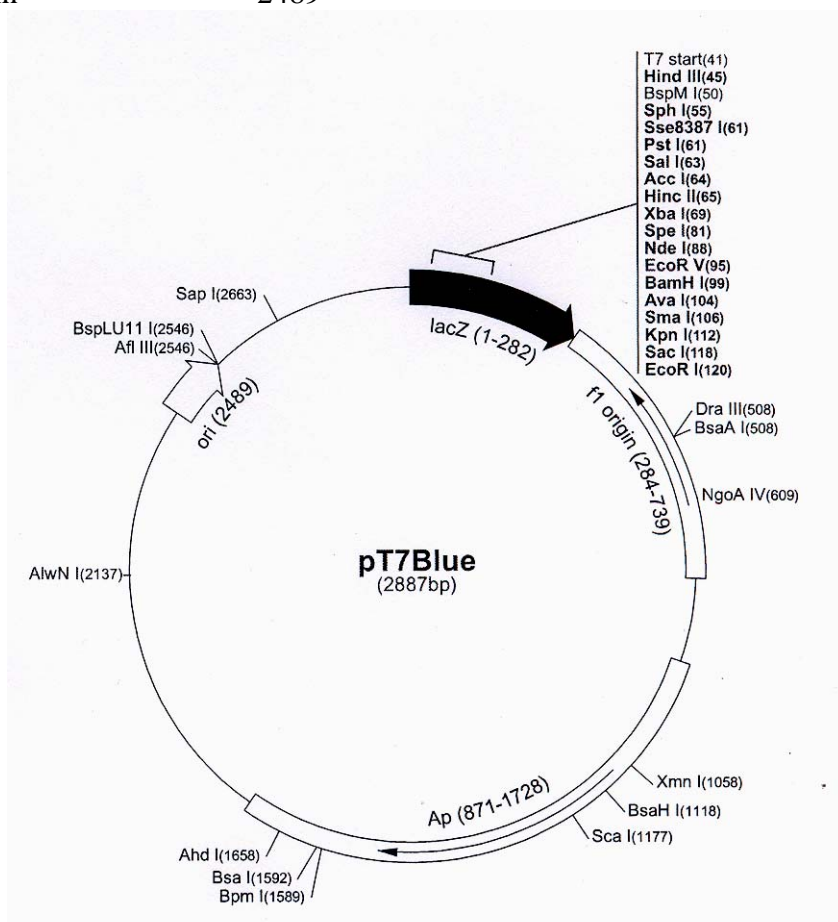 2489
T7 start(41)
Hind III(45)
BspM I(50)
Sph I(55)
Sse8387 I(61)
Pst I(61)
Sal I(63)
Acc I(64)
Hinc II(65)
Xba I(69)
Spe I(81)
Nde I(88)
EcoR V(95)
BamH I(99)
Ava I(104)
Sma I(106)
Kpn I(112)
Sac I(118)
EcoR I(120)
Sap I(2663)
BspLU11 I(2546)
Afl III(2546)
lacZ (1-282)
ori (2489)
f1 origin (284-739)
Dra III(508)
BsaA I(508)
NgoA IV(609)
AlwN I(2137)
pT7Blue
(2887bp)
Xmn I(1058)
BsaH I(1118)
Sca I(1177)
Ap (871-1728)
Ahd I(1658)
Bsa I(1592)
Bpm I(1589)